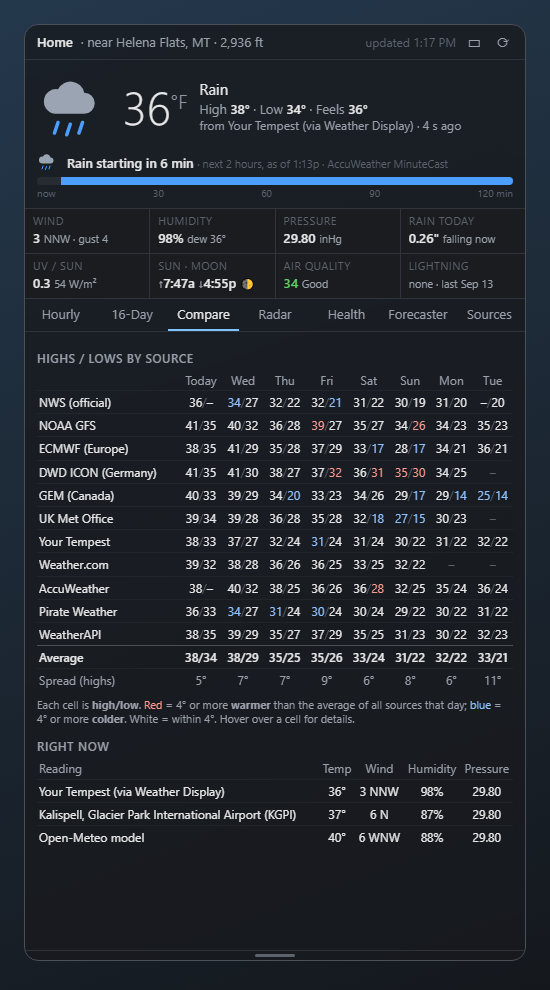 Home · near Helena Flats, MT · 2,936 ft updated 1:17 PM
36°F
Rain
High 38° · Low 34° · Feels 36°
from Your Tempest (via Weather Display) · 4 s ago
Rain starting in 6 min · next 2 hours, as of 1:13p · AccuWeather MinuteCast
now 30 60 90 120 min
WIND HUMIDITY PRESSURE RAIN TODAY
3 NNW · gust 4 98% dew 36° 29.80 inHg 0.26" falling now
UV / SUN SUN · MOON AIR QUALITY LIGHTNING
0.3 54 W/m² ↑7:47a ↓4:55p 34 Good none · last Sep 13
Hourly 16-Day Compare Radar Health Forecaster Sources
HIGHS / LOWS BY SOURCE
Today Wed Thu Fri Sat Sun Mon Tue
NWS (official) 36/– 34/27 32/22 32/21 31/22 30/19 31/20 –/20
NOAA GFS 41/35 40/32 36/28 39/27 35/27 34/26 34/23 35/23
ECMWF (Europe) 38/35 41/29 35/28 37/29 33/17 28/17 34/21 36/21
DWD ICON (Germany) 41/35 41/30 38/27 37/32 36/31 35/30 34/25 –
GEM (Canada) 40/33 39/29 34/20 33/23 34/26 29/17 29/14 25/14
UK Met Office 39/34 39/28 36/28 35/28 32/18 27/15 30/23 –
Your Tempest 38/33 37/27 32/24 31/24 31/24 30/22 31/22 32/22
Weather.com 39/32 38/28 36/26 36/25 33/25 32/22 – –
AccuWeather 38/– 40/32 38/25 36/26 36/28 32/25 35/24 36/24
Pirate Weather 36/33 34/27 31/24 30/24 30/24 29/22 30/22 31/22
WeatherAPI 38/35 39/29 35/27 37/29 35/25 31/23 30/22 32/23
Average 38/34 38/29 35/25 35/26 33/24 31/22 32/22 33/21
Spread (highs) 5° 7° 7° 9° 6° 8° 6° 11°
Each cell is high/low. Red = 4° or more warmer than the average of all sources that day; blue =
4° or more colder. White = within 4°. Hover over a cell for details.
RIGHT NOW
Reading Temp Wind Humidity Pressure
Your Tempest (via Weather Display) 36° 3 NNW 98% 29.80
Kalispell, Glacier Park International Airport (KGPI) 37° 6 N 87% 29.80
Open-Meteo model 40° 6 WNW 88% 29.80